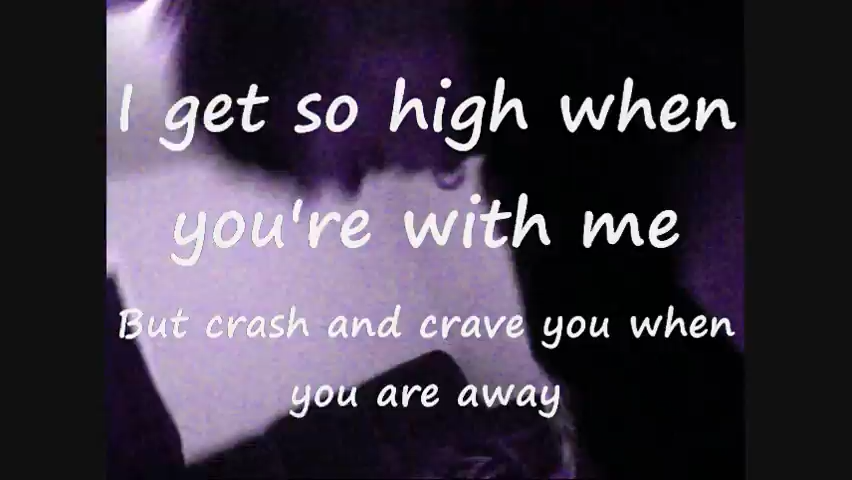 I get so high when
you're with me
But crash and crave you when
you are away